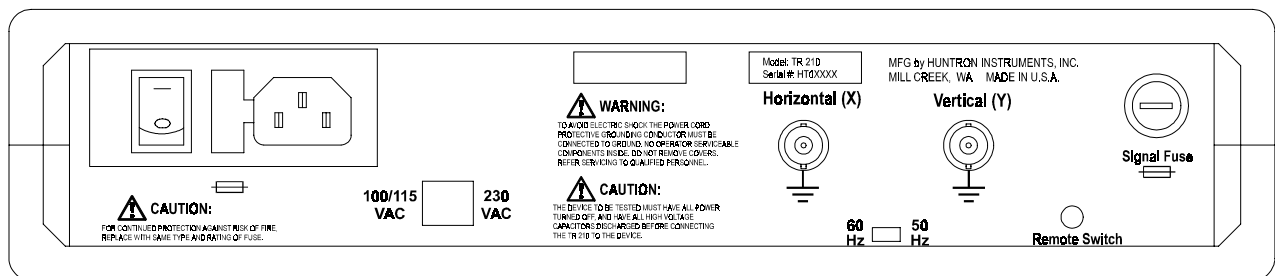 Model: TR 210
Serial #: HT0XXXX
MFG by HUNTRON INSTRUMENTS, INC.
MILL CREEK, WA MADE IN U.S.A.
Horizontal (X)
Vertical (Y)
WARNING:
TO AVOID ELECTRIC SHOCK THE POWER CORD
PROTECTIVE GROUNDING CONDUCTOR MUST BE
CONNECTED TO GROUND. NO OPERATOR SERVICEABLE
COMPONENTS INSIDE. DO NOT REMOVE COVERS.
REFER SERVICING TO QUALIFIED PERSONNEL.
Signal Fuse
CAUTION:
FOR CONTINUED PROTECTION AGAINST RISK OF FIRE,
REPLACE WITH SAME TYPE AND RATING OF FUSE.
100/115
VAC
230
VAC
CAUTION:
THE DEVICE TO BE TESTED MUST HAVE ALL POWER
TURNED OFF, AND HAVE ALL HIGH VOLTAGE
CAPACITORS DISCHARGED BEFORE CONNECTING
THE TR 210 TO THE DEVICE.
60
Hz
50
Hz
Remote Switch